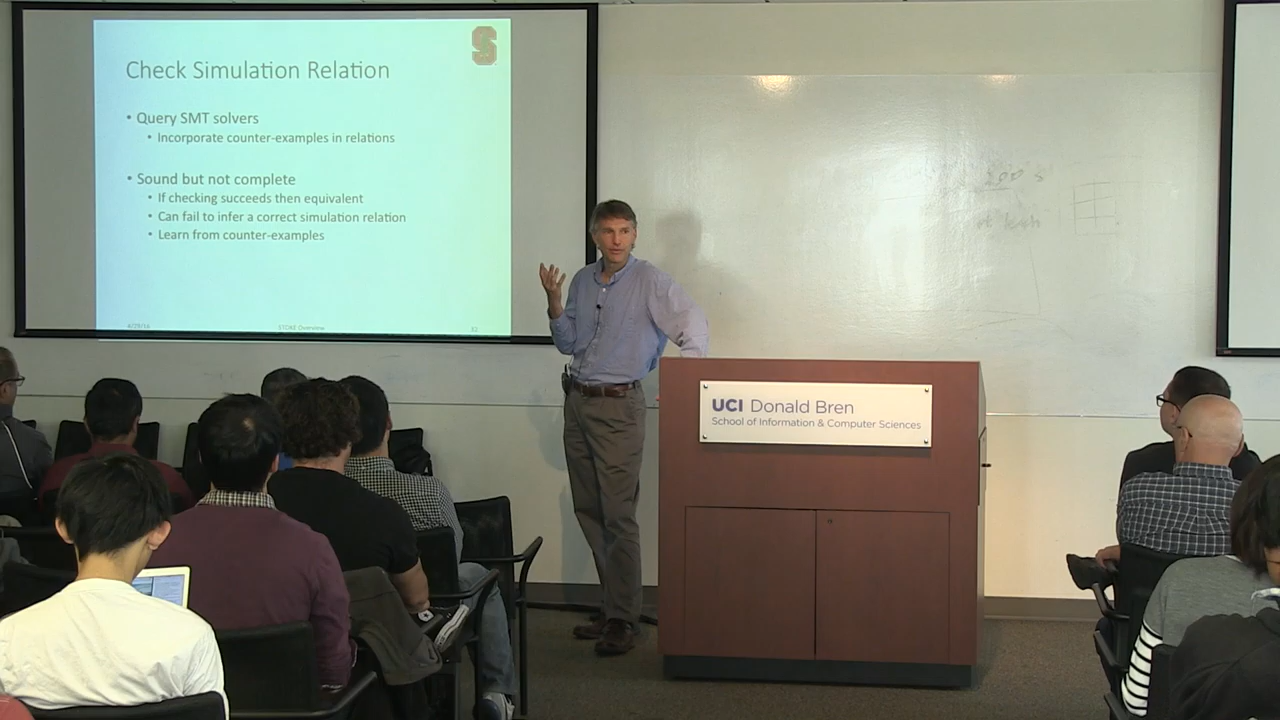 S
Check Simulation Relation
• Query SMT solvers
• Incorporate counter-examples in relations
• Sound but not complete
• If checking succeeds then equivalent
• Can fail to infer a correct simulation relation
• Learn from counter-examples
STOKE Overview
UCI Donald Bren
School of Information & Computer Sciences